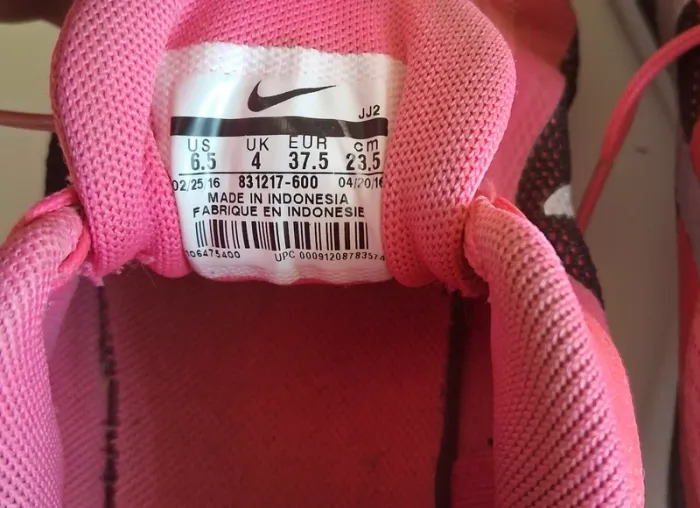 JJ2
US UK EUR cm
6.5 4 37.5 23.5
02/25/16 831217-600 04/20/16
MADE IN INDONESIA
FABRIQUE EN INDONESIE
UPC 00091208783574